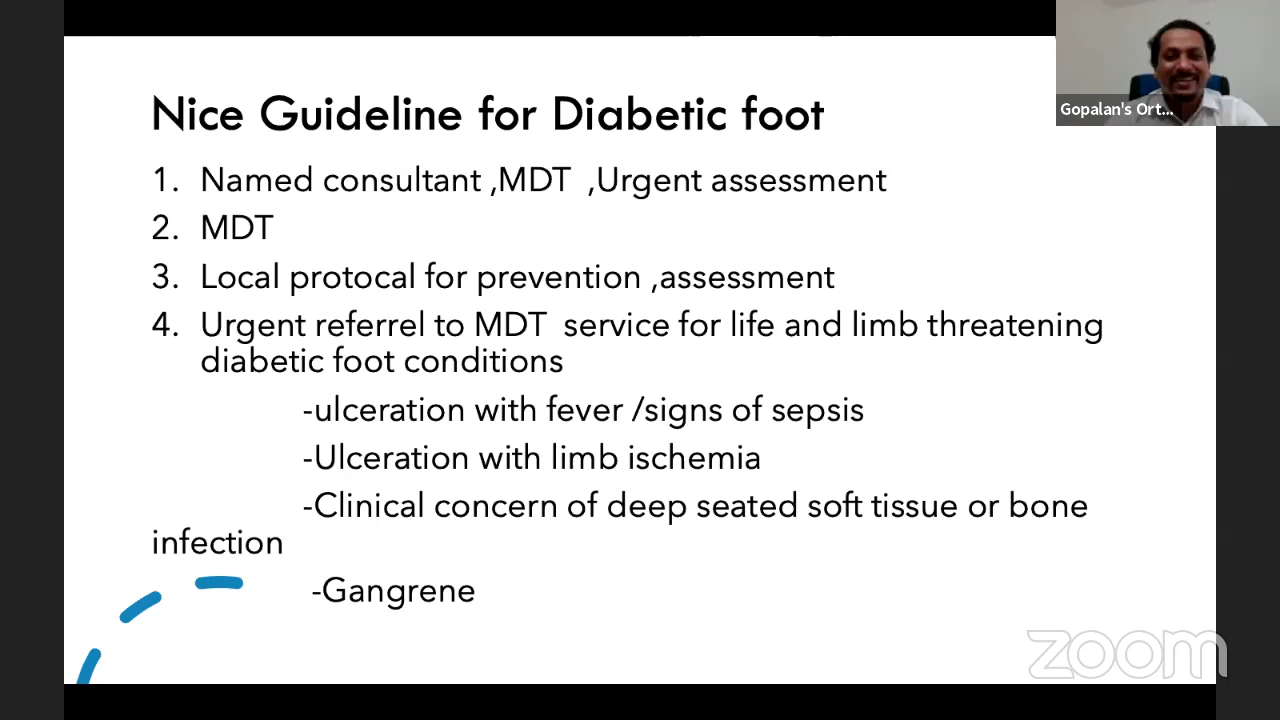 Nice Guideline for Diabetic foot
Gopalan's Ort...
1. Named consultant ,MDT ,Urgent assessment
2. MDT
3. Local protocal for prevention ,assessment
4. Urgent referrel to MDT service for life and limb threatening
diabetic foot conditions
-ulceration with fever /signs of sepsis
-Ulceration with limb ischemia
-Clinical concern of deep seated soft tissue or bone
infection
-Gangrene
zoom